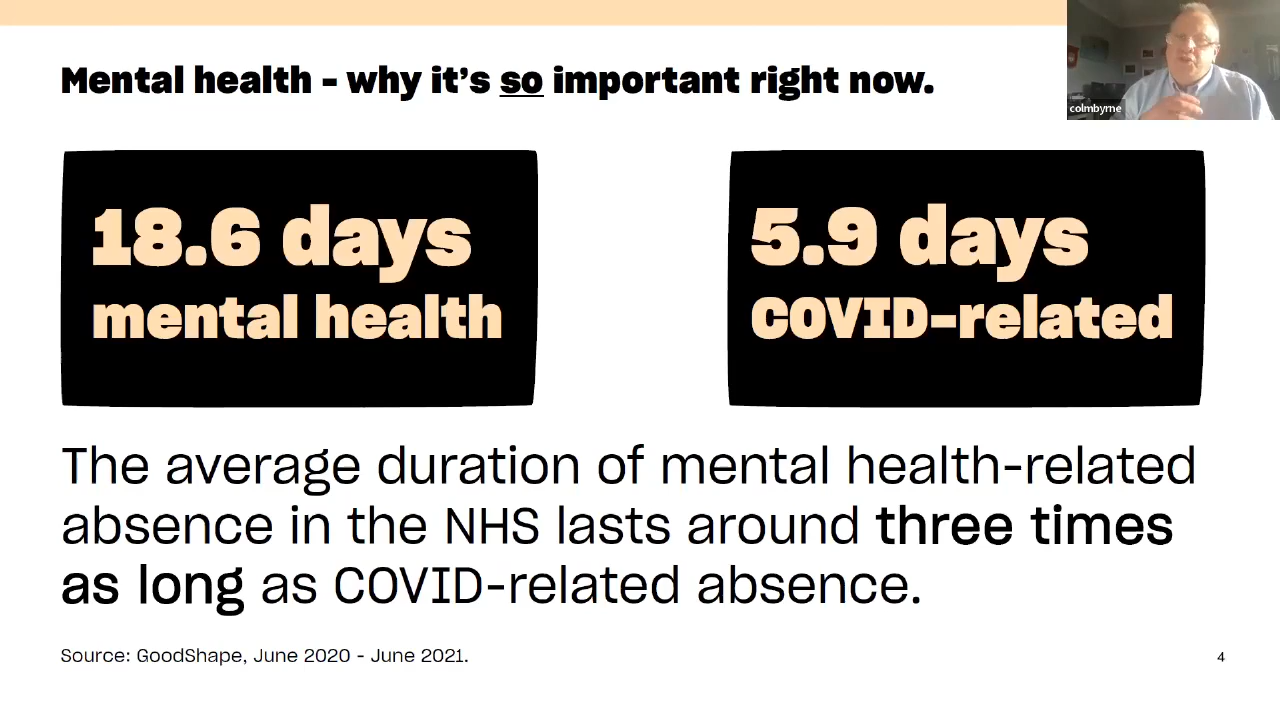 Mental health - why it's so important right now.
colmbyrne
18.6 days
mental health
5.9 days
COVID-related
The average duration of mental health-related
absence in the NHS lasts around three times
as long as COVID-related absence.
Source: GoodShape, June 2020 - June 2021.
4